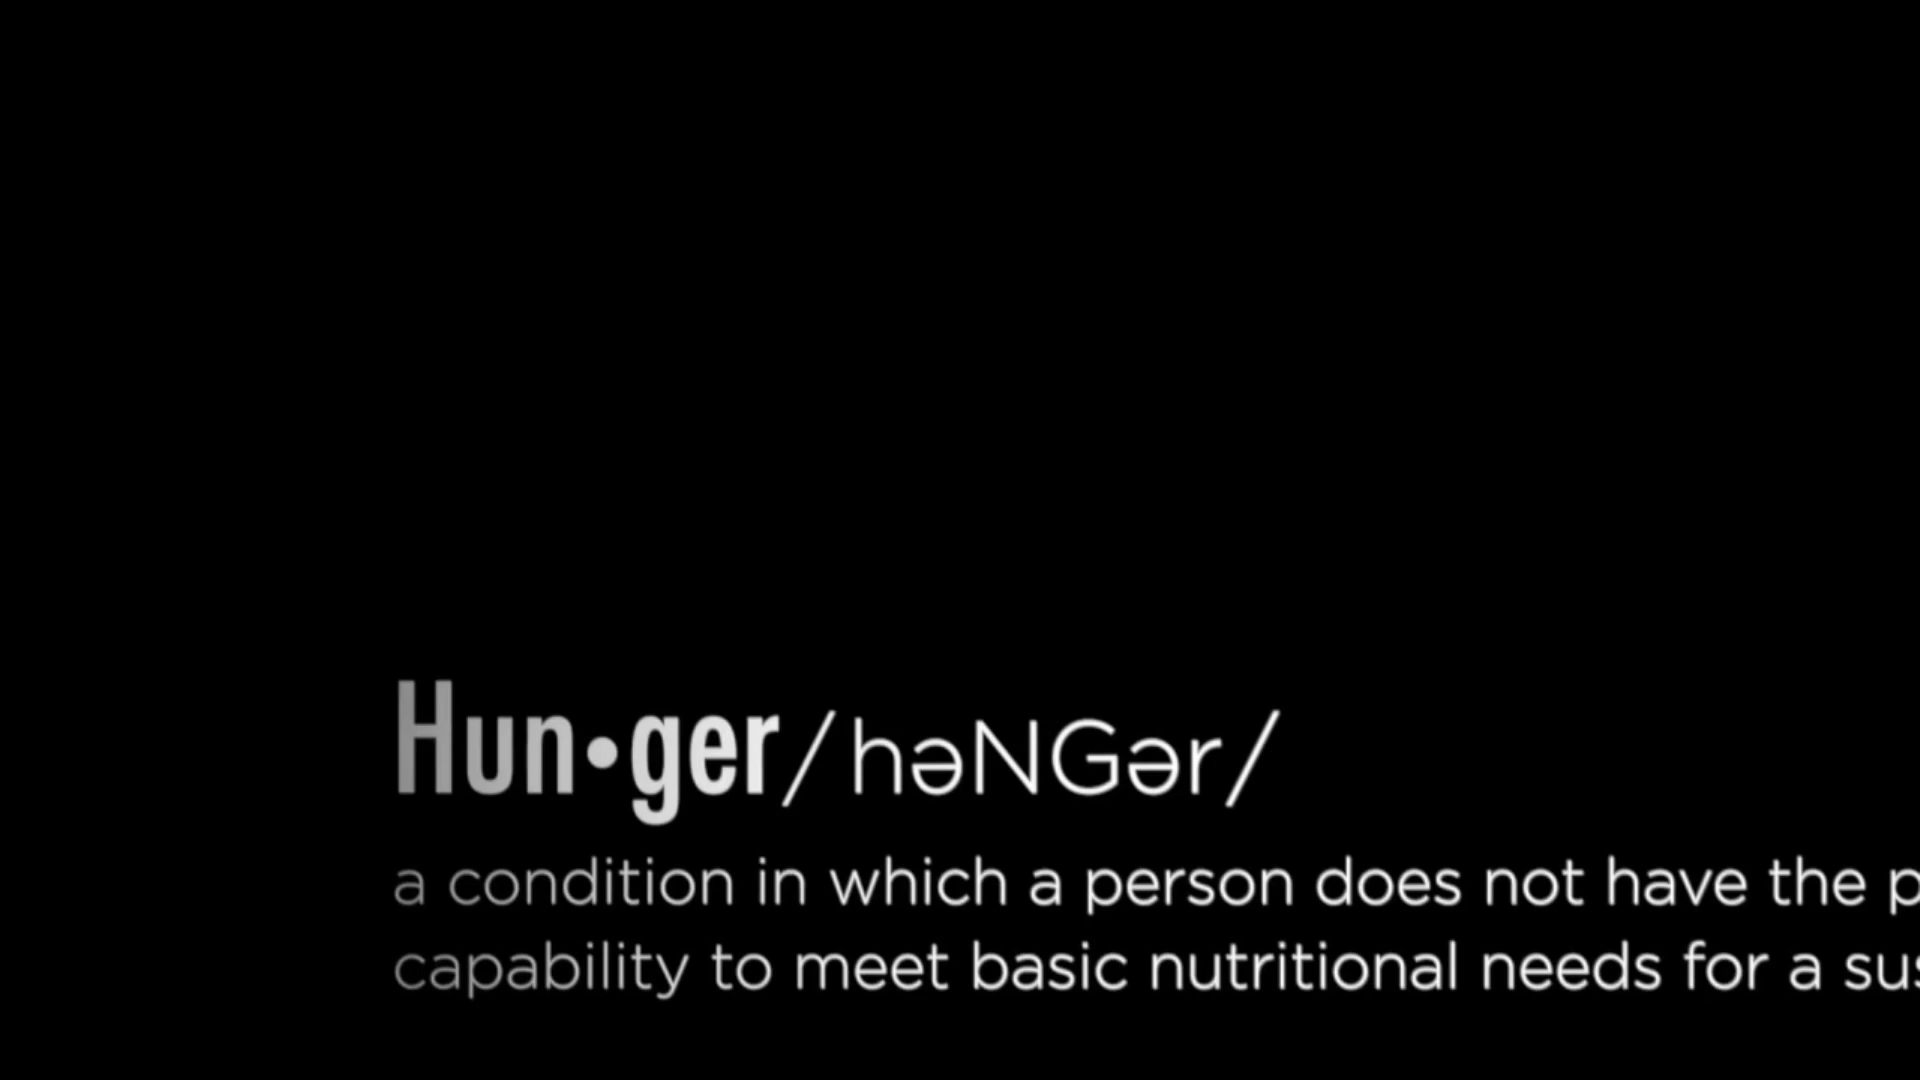 Hun•ger/həNGər/
a condition in which a person does not have the
capability to meet basic nutritional needs for a